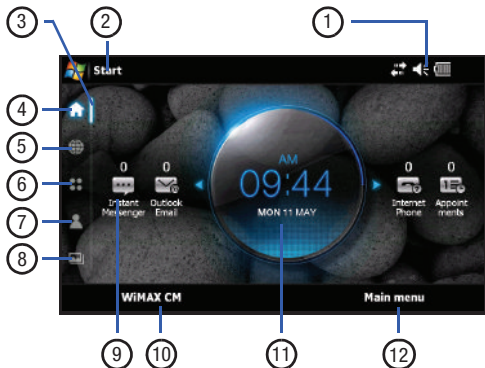 3
2
1
Start
4
5
6
7
8
0
Instant
Messenger
0
Outlook
Email
AM
09:44
MON 11 MAY
0
Internet
Phone
0
Appoint
ments
WiMAX CM
Main menu
9
10
11
12